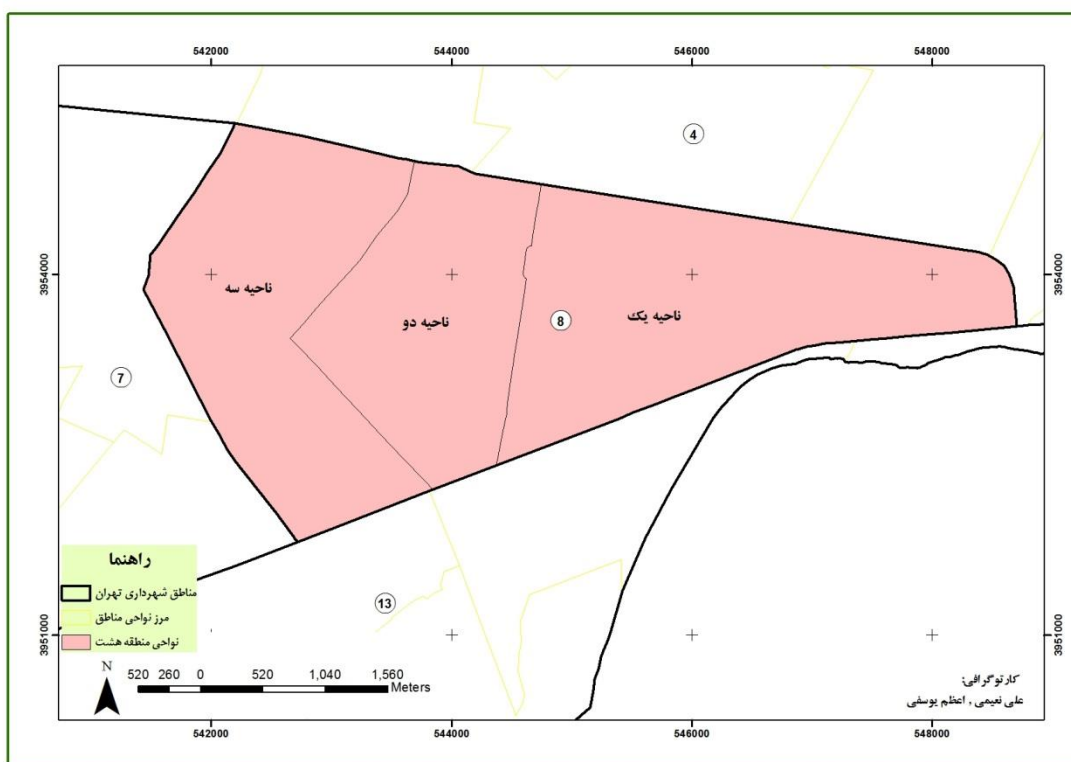 542000 544000 546000 548000
4
3954000 3954000
ناحیه سه
ناحیه دو
8
ناحیه یک
7
راهنما
مناطق شهرداری تهران
مرز نواحی مناطق
نواحی منطقه هشت
13
3951000 3951000
N
520 260 0 520 1,040 1,560
Meters
کارتوگرافی:
علی نعیمی , اعظم یوسفی
542000 544000 546000 548000